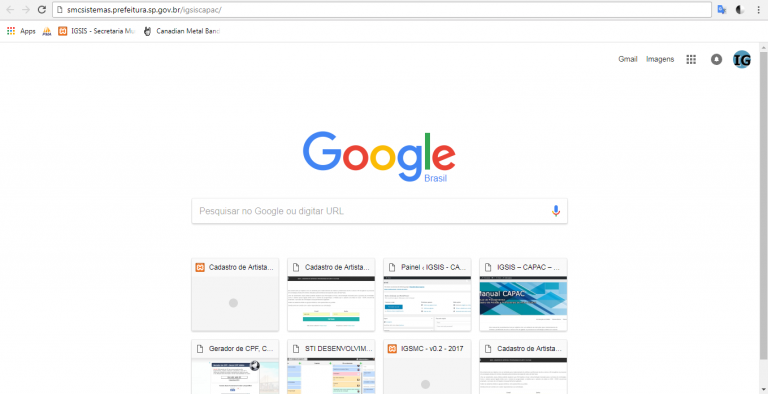 smcsistemas.prefeitura.sp.gov.br/igsiscapac/
Apps IGSIS - Secretaria Mu Canadian Metal Band
Gmail Imagens IG
Google
Brasil
Pesquisar no Google ou digitar URL
Cadastro de Artista... Cadastro de Artista... Painel ‹ IGSIS - CA... IGSIS – CAPAC – ...
Manual CAPAC
Gerador de CPF, C... STI DESENVOLVIM... IGSMC - v0.2 - 2017 Cadastro de Artista...